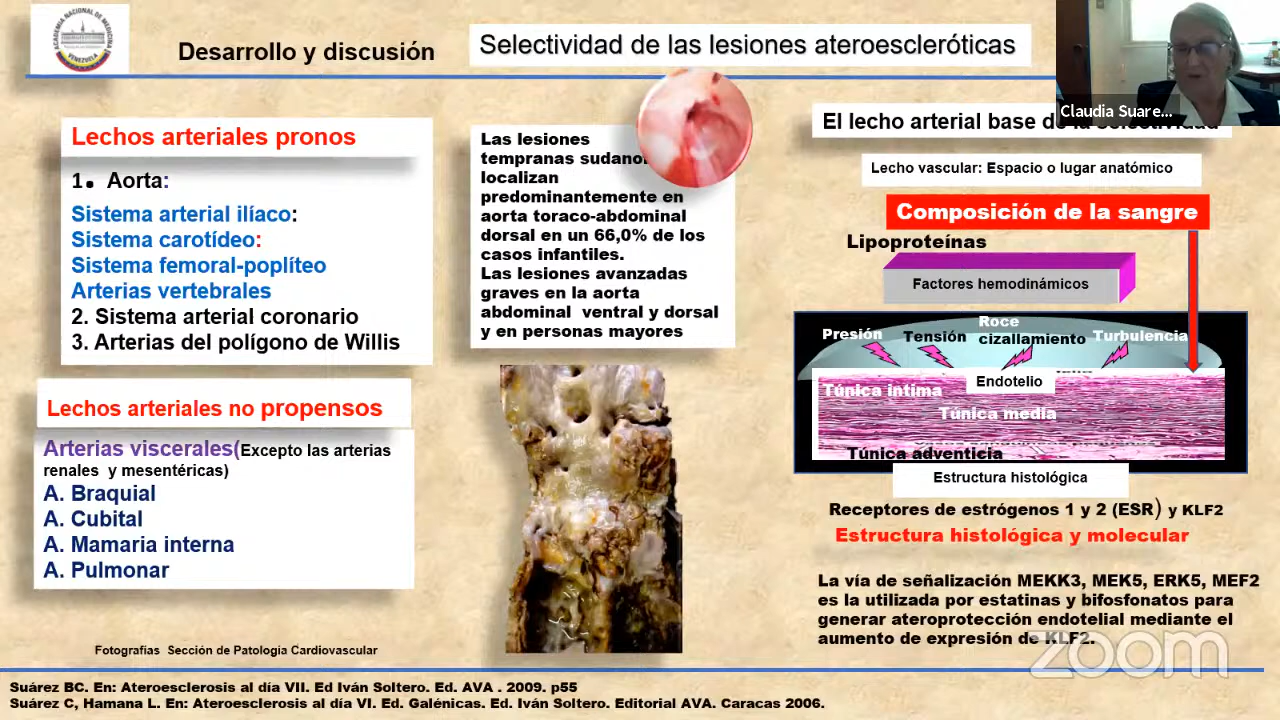 ACADEMIA NACIONAL DE MEDICINA
VENEZUELA
Desarrollo y discusión
Selectividad de las lesiones ateroescleróticas
Claudia Suare...
Lechos arteriales pronos
1. Aorta:
Sistema arterial ilíaco:
Sistema carotídeo:
Sistema femoral-poplíteo
Arterias vertebrales
2. Sistema arterial coronario
3. Arterias del polígono de Willis
Lechos arteriales no propensos
Arterias viscerales(Excepto las arterias
renales y mesentéricas)
A. Braquial
A. Cubital
A. Mamaria interna
A. Pulmonar
Fotografías Sección de Patología Cardiovascular
Las lesiones
tempranas
localizan
predominantemente en
aorta toraco-abdominal
dorsal en un 66,0% de los
casos infantiles.
Las lesiones avanzadas
graves en la aorta
abdominal ventral y dorsal
y en personas mayores
El lecho arterial base de la selectividad
Lecho vascular: Espacio o lugar anatómico
Composición de la sangre
Lipoproteínas
Factores hemodinámicos
Presión
Tensión
Roce
cizallamiento
Turbulencia
Endotelio
Túnica íntima
Túnica media
Túnica adventicia
Estructura histológica
Receptores de estrógenos 1 y 2 (ESR) y KLF2
Estructura histológica y molecular
La vía de señalización MEKK3, MEK5, ERK5, MEF2
es la utilizada por estatinas y bifosfonatos para
generar ateroprotección endotelial mediante el
aumento de expresión de KLF2.
zoom
Suárez BC. En: Ateroesclerosis al día VII. Ed Iván Soltero. Ed. AVA . 2009. p55
Suárez C, Hamana L. En: Ateroesclerosis al día VI. Ed. Galénicas. Ed. Iván Soltero. Editorial AVA. Caracas 2006.